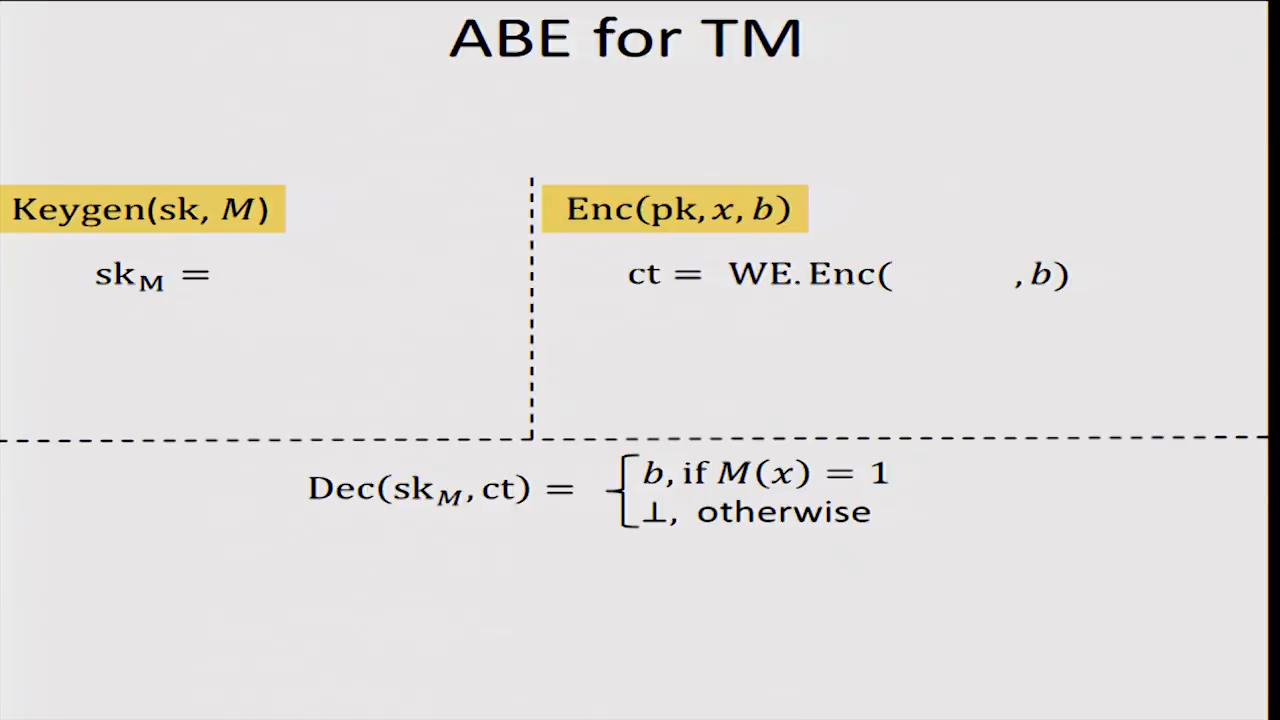 ABE for TM
Keygen(sk, M)
Enc(pk, x, b)
sk_M =
ct = WE.Enc( , b)
Dec(sk_M, ct) = { b, if M(x) = 1
⊥, otherwise